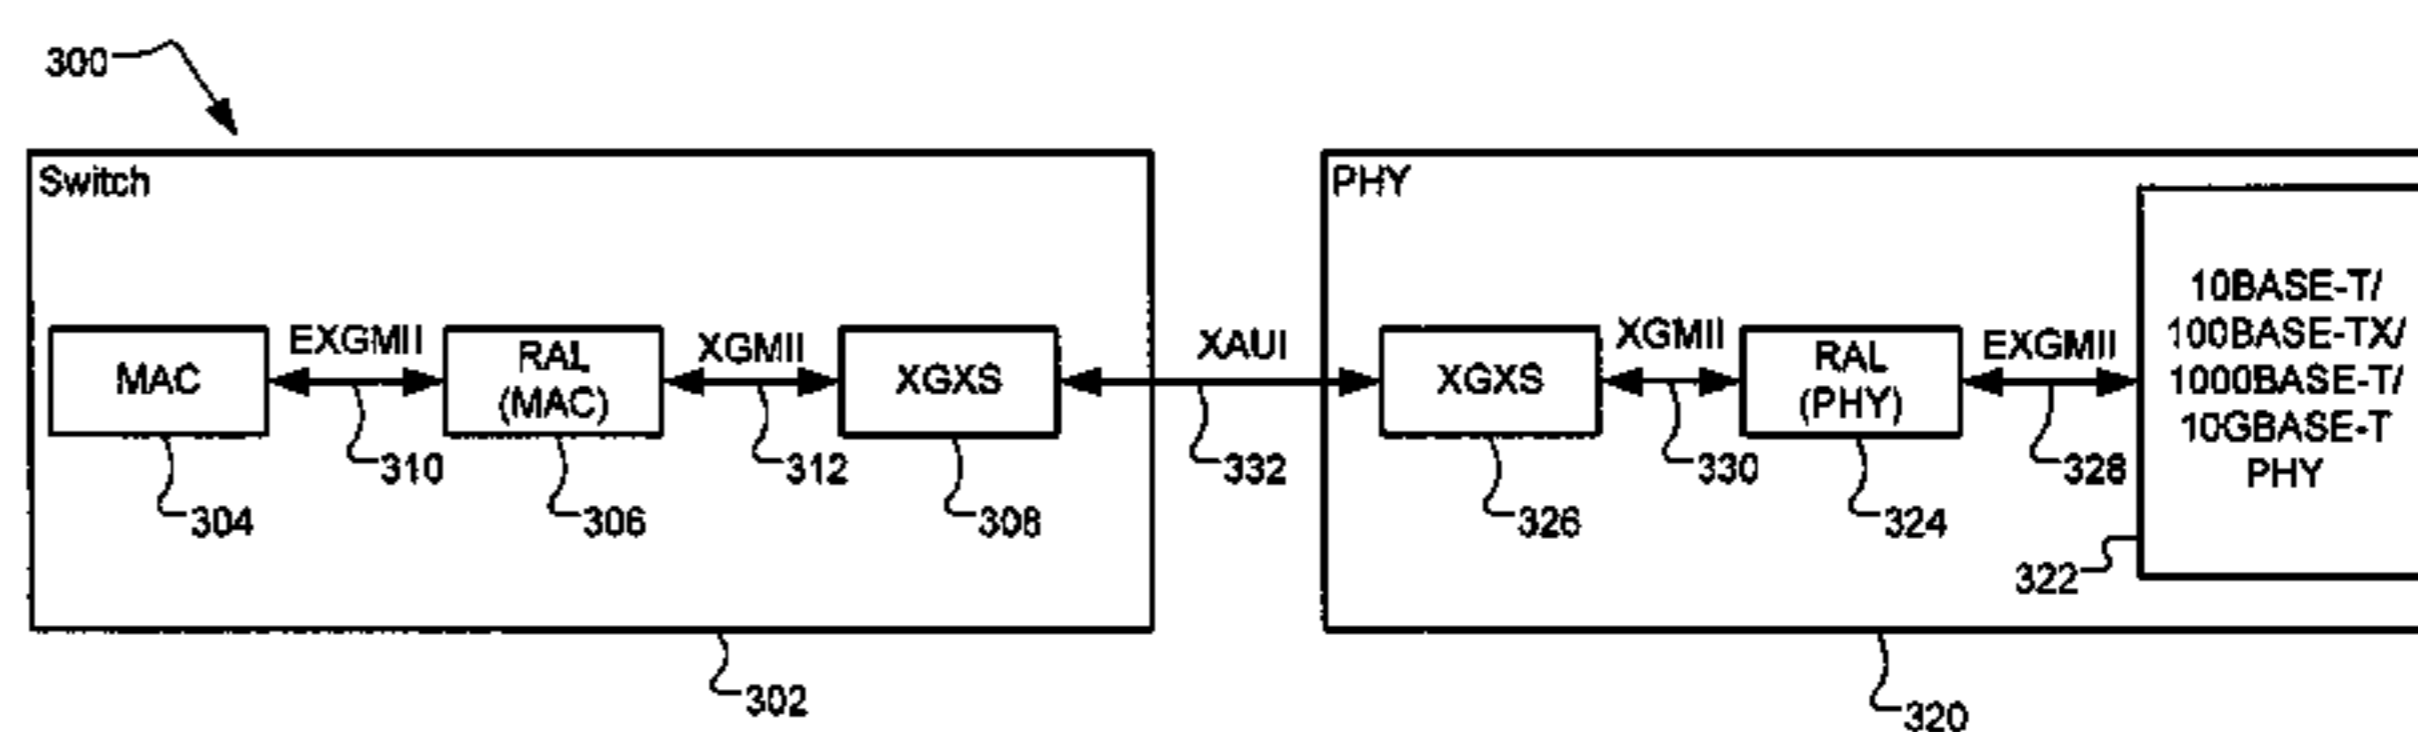 300
Switch
PHY
MAC
EXGMII
RAL
(MAC)
XGMII
XGXS
XAUI
XGXS
XGMII
RAL
(PHY)
EXGMII
10BASE-T/
100BASE-TX/
1000BASE-T/
10GBASE-T
PHY
310
312
332
330
328
304
306
308
326
324
322
302
320